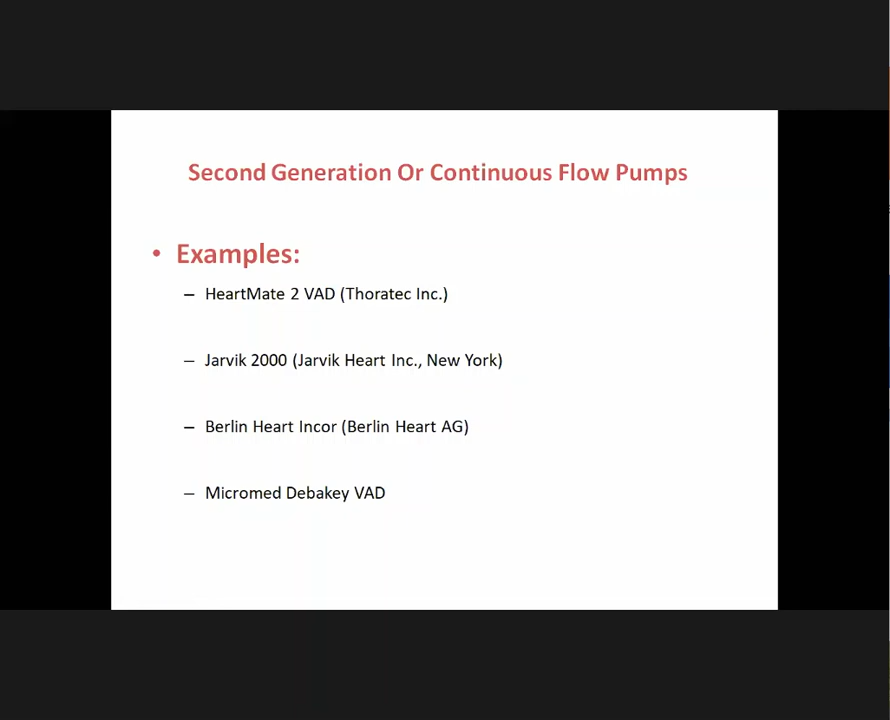 Second Generation Or Continuous Flow Pumps
• Examples:
– HeartMate 2 VAD (Thoratec Inc.)
– Jarvik 2000 (Jarvik Heart Inc., New York)
– Berlin Heart Incor (Berlin Heart AG)
– Micromed Debakey VAD